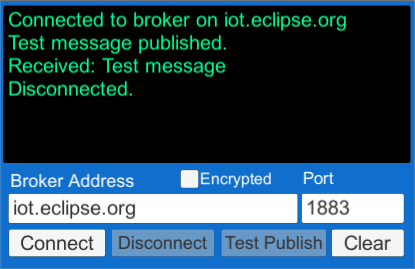 Connected to broker on iot.eclipse.org
Test message published.
Received: Test message
Disconnected.
Broker Address Encrypted Port
iot.eclipse.org 1883
Connect Disconnect Test Publish Clear